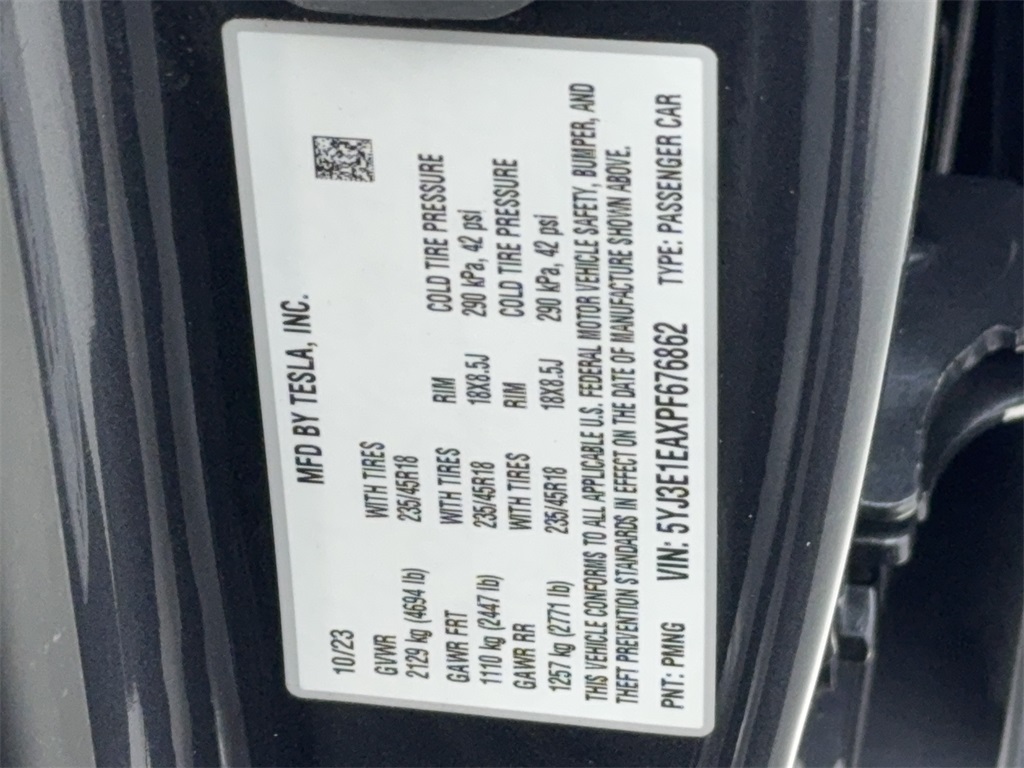 MFD BY TESLA, INC.
10/23
GVWR WITH TIRES
2129 kg (4694 lb) 235/45R18
GAWR FRT WITH TIRES RIM COLD TIRE PRESSURE
1110 kg (2447 lb) 235/45R18 18X8.5J 290 kPa, 42 psi
GAWR RR WITH TIRES RIM COLD TIRE PRESSURE
1257 kg (2771 lb) 235/45R18 18X8.5J 290 kPa, 42 psi
THIS VEHICLE CONFORMS TO ALL APPLICABLE U.S. FEDERAL MOTOR VEHICLE SAFETY, BUMPER, AND
THEFT PREVENTION STANDARDS IN EFFECT ON THE DATE OF MANUFACTURE SHOWN ABOVE.
PNT: PMNG VIN: 5YJ3E1EAXPF676862 TYPE: PASSENGER CAR